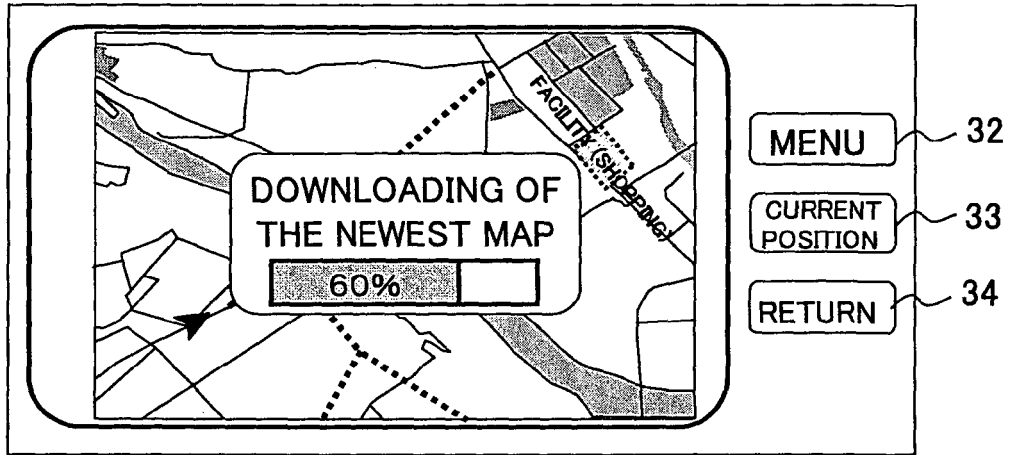 DOWNLOADING OF
THE NEWEST MAP
60%
FACILITY (SHOPPING)
MENU
32
CURRENT
POSITION
33
RETURN
34